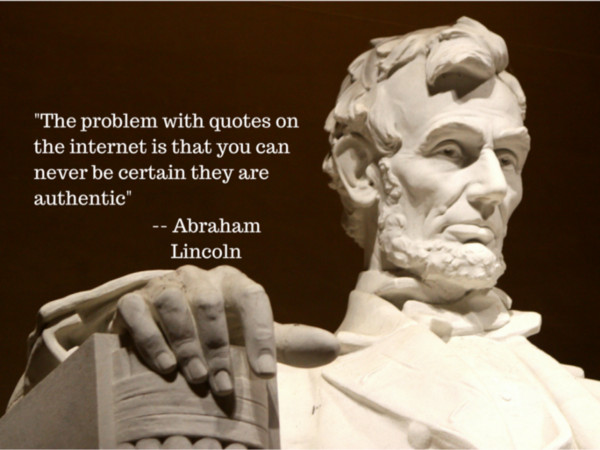 "The problem with quotes on
the internet is that you can
never be certain they are
authentic"
-- Abraham
Lincoln